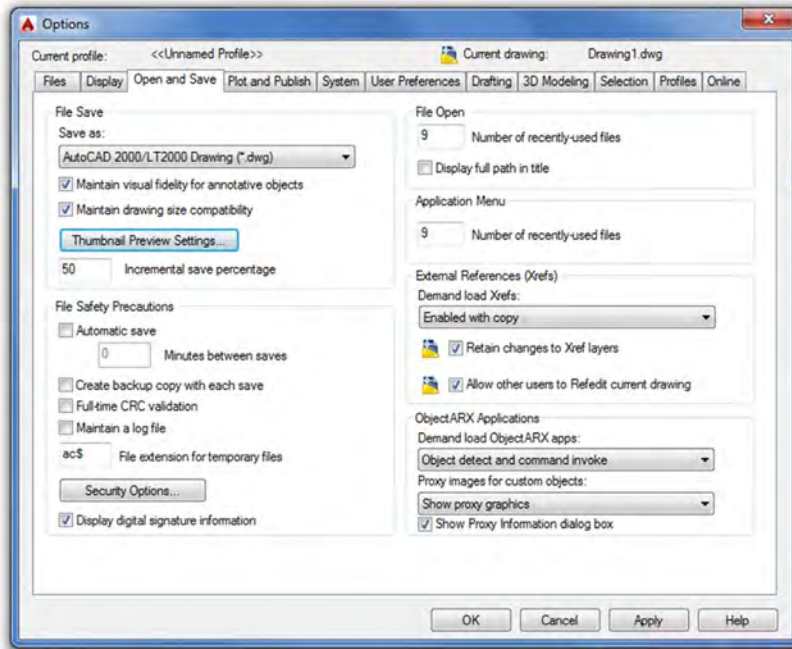 Options
Current profile: <<Unnamed Profile>> Current drawing: Drawing1.dwg
Files Display Open and Save Plot and Publish System User Preferences Drafting 3D Modeling Selection Profiles Online
File Save
Save as:
AutoCAD 2000/LT2000 Drawing (*.dwg)
Maintain visual fidelity for annotative objects
Maintain drawing size compatibility
Thumbnail Preview Settings...
50 Incremental save percentage
File Safety Precautions
Automatic save
0 Minutes between saves
Create backup copy with each save
Full-time CRC validation
Maintain a log file
ac$ File extension for temporary files
Security Options...
Display digital signature information
File Open
9 Number of recently-used files
Display full path in title
Application Menu
9 Number of recently-used files
External References (Xrefs)
Demand load Xrefs:
Enabled with copy
Retain changes to Xref layers
Allow other users to Refedit current drawing
ObjectARX Applications
Demand load ObjectARX apps:
Object detect and command invoke
Proxy images for custom objects:
Show proxy graphics
Show Proxy Information dialog box
OK Cancel Apply Help